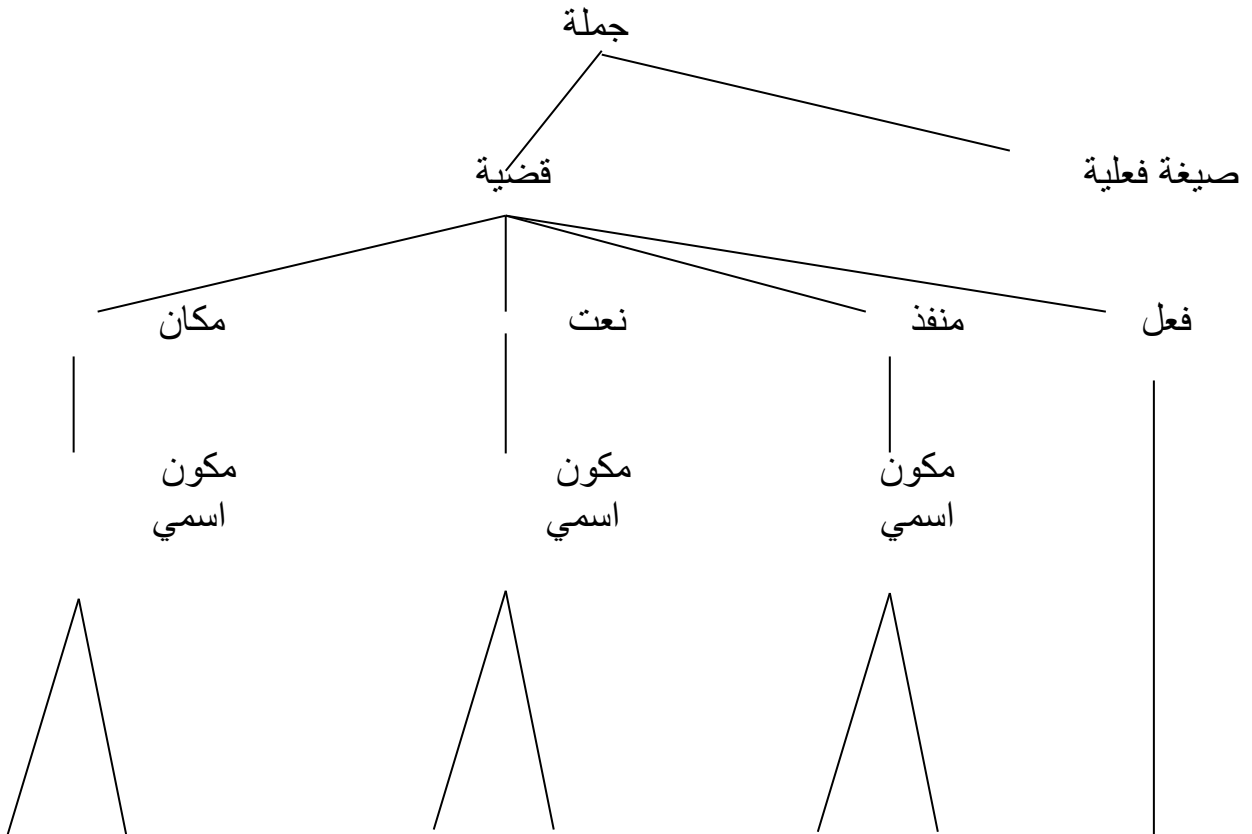 جملة
صيغة فعلية
قضية
فعل
منفذ
نعت
مكان
مكون
اسمي
مكون
اسمي
مكون
اسمي